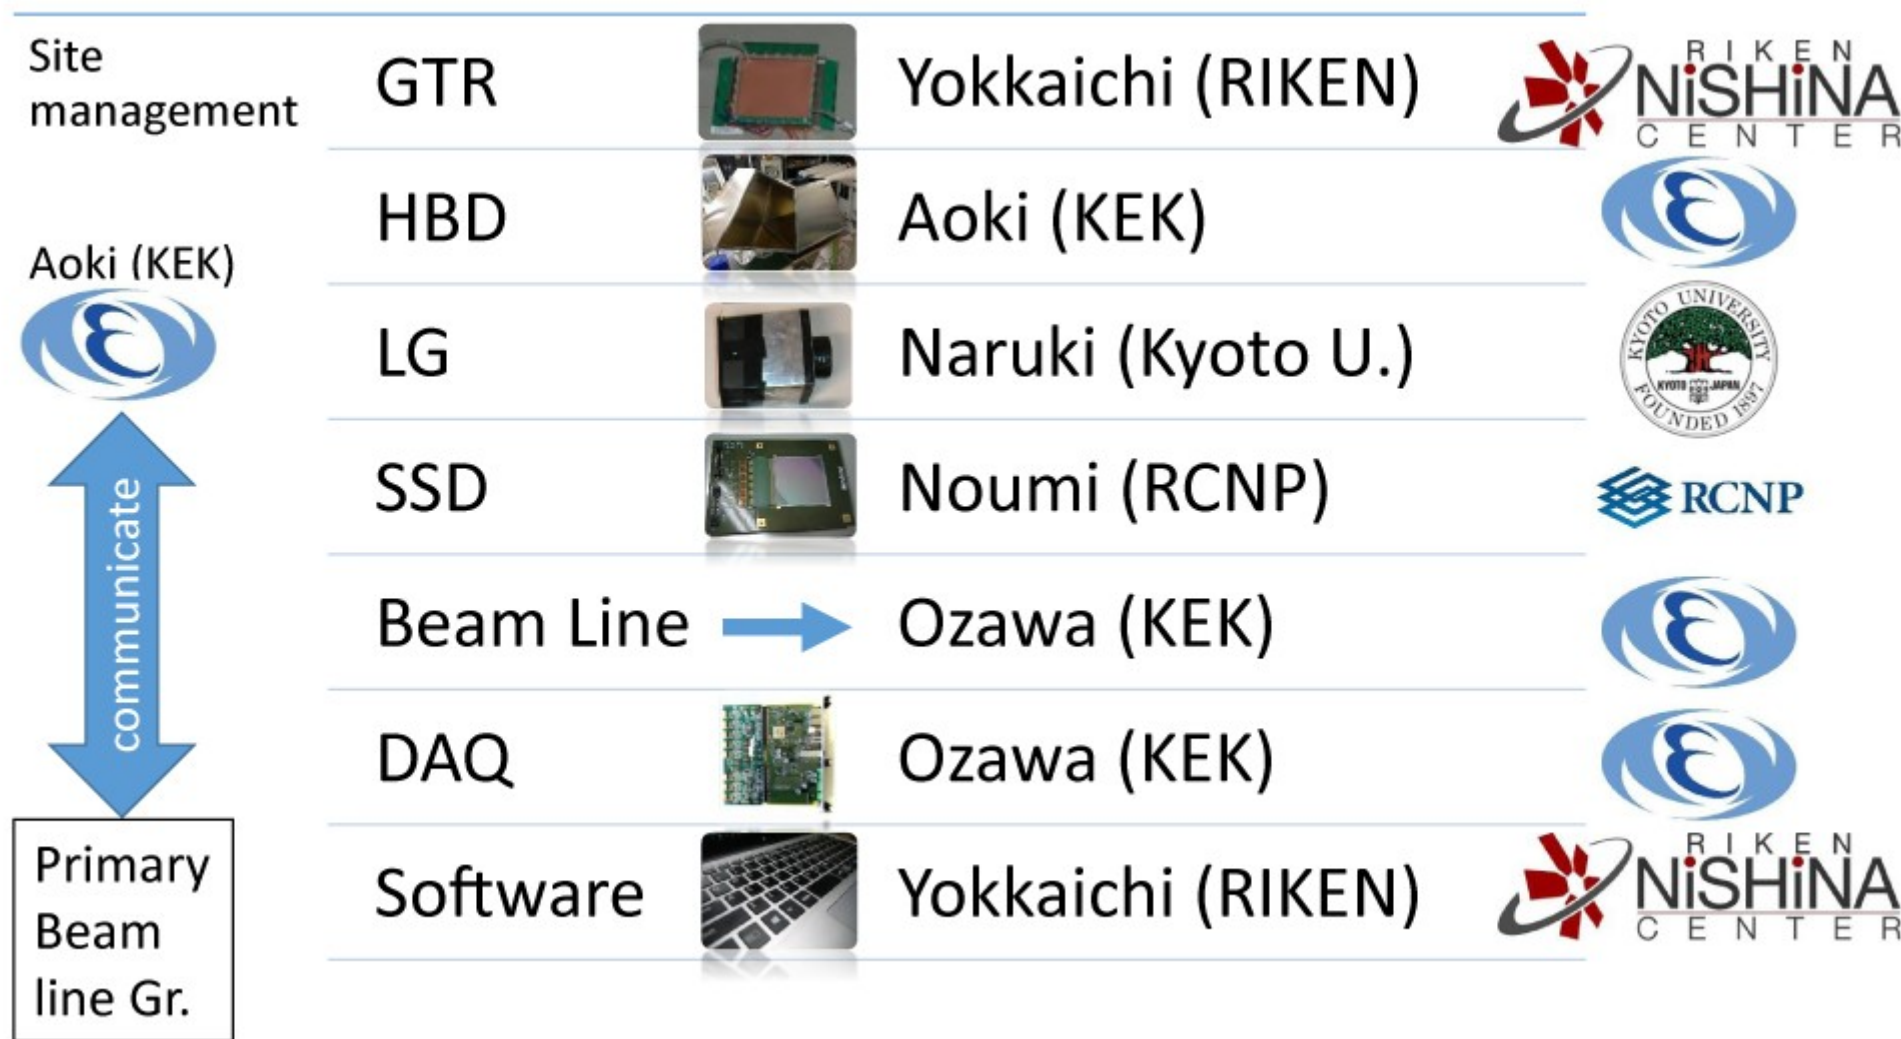 Site
management
Aoki (KEK)
communicate
Primary
Beam
line Gr.
GTR
Yokkaichi (RIKEN)
RIKEN
NiSHiNA
CENTER
HBD
Aoki (KEK)
LG
Naruki (Kyoto U.)
KYOTO UNIVERSITY
KYOTO JAPAN
FOUNDED 1897
SSD
Noumi (RCNP)
RCNP
Beam Line
Ozawa (KEK)
DAQ
Ozawa (KEK)
Software
Yokkaichi (RIKEN)
RIKEN
NiSHiNA
CENTER